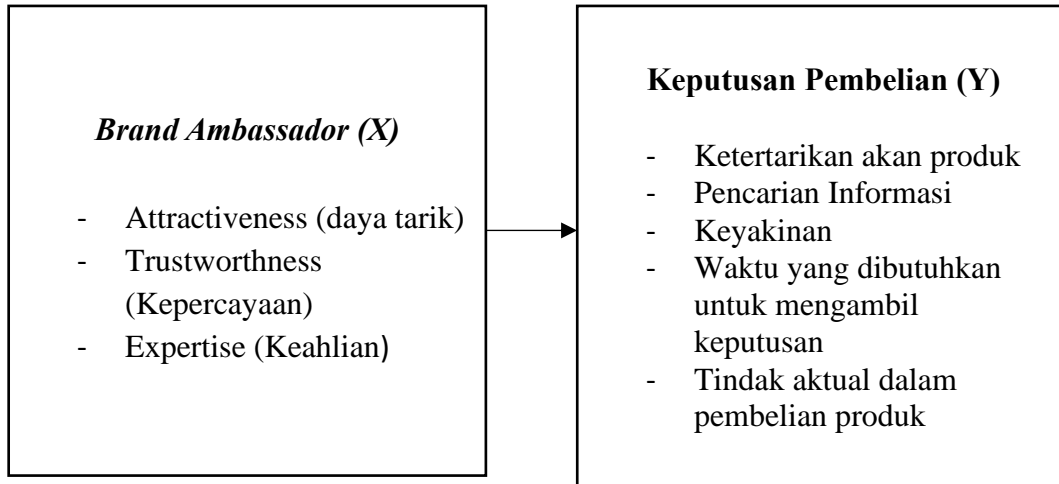 Brand Ambassador (X)
- Attractiveness (daya tarik)
- Trustworthness
(Kepercayaan)
- Expertise (Keahlian)
Keputusan Pembelian (Y)
- Ketertarikan akan produk
- Pencarian Informasi
- Keyakinan
- Waktu yang dibutuhkan
untuk mengambil
keputusan
- Tindak aktual dalam
pembelian produk